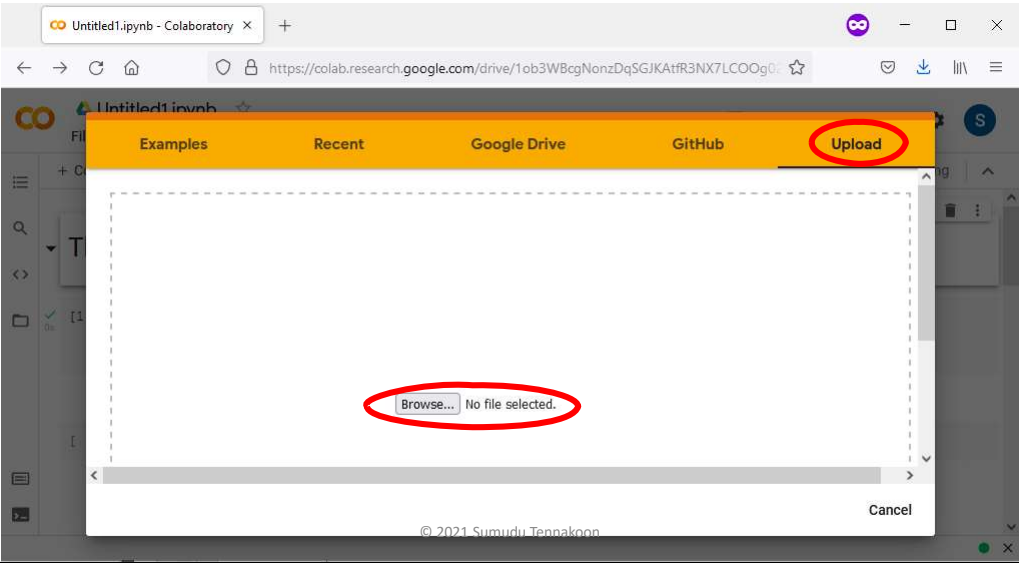 Untitled1.ipynb - Colaboratory
https://colab.research.google.com/drive/1ob3WBcgNonzDqSGJKAtfR3NX7LCOOg0
Untitled1.ipynb
S
Examples Recent Google Drive GitHub Upload
[1
Browse... No file selected.
[
Cancel
© 2021 Sumudu Tennakoon